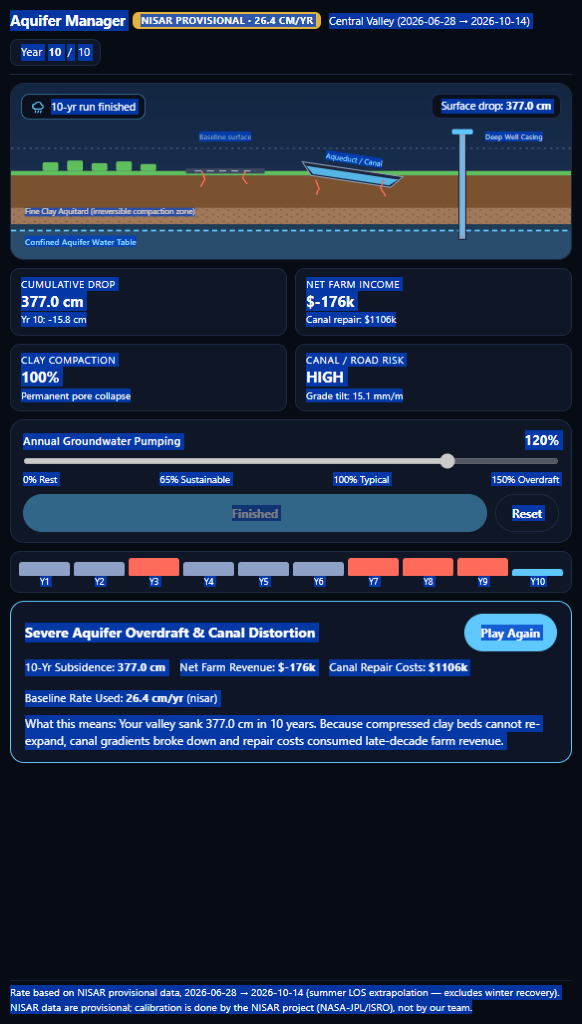 Aquifer Manager NISAR PROVISIONAL · 26.4 CM/YR Central Valley (2026-06-28 → 2026-10-14)
Year 10 / 10
10-yr run finished
Surface drop: 377.0 cm
Baseline surface
Aqueduct / Canal
Deep Well Casing
Fine Clay Aquitard (irreversible compaction zone)
Confined Aquifer Water Table
CUMULATIVE DROP
377.0 cm
Yr 10: -15.8 cm
NET FARM INCOME
$-176k
Canal repair: $1106k
CLAY COMPACTION
100%
Permanent pore collapse
CANAL / ROAD RISK
HIGH
Grade tilt: 15.1 mm/m
Annual Groundwater Pumping 120%
0% Rest 65% Sustainable 100% Typical 150% Overdraft
Finished Reset
Y1 Y2 Y3 Y4 Y5 Y6 Y7 Y8 Y9 Y10
Severe Aquifer Overdraft & Canal Distortion Play Again
10-Yr Subsidence: 377.0 cm Net Farm Revenue: $-176k Canal Repair Costs: $1106k
Baseline Rate Used: 26.4 cm/yr (nisar)
What this means: Your valley sank 377.0 cm in 10 years. Because compressed clay beds cannot re-
expand, canal gradients broke down and repair costs consumed late-decade farm revenue.
Rate based on NISAR provisional data, 2026-06-28 → 2026-10-14 (summer LOS extrapolation — excludes winter recovery).
NISAR data are provisional; calibration is done by the NISAR project (NASA-JPL/ISRO), not by our team.